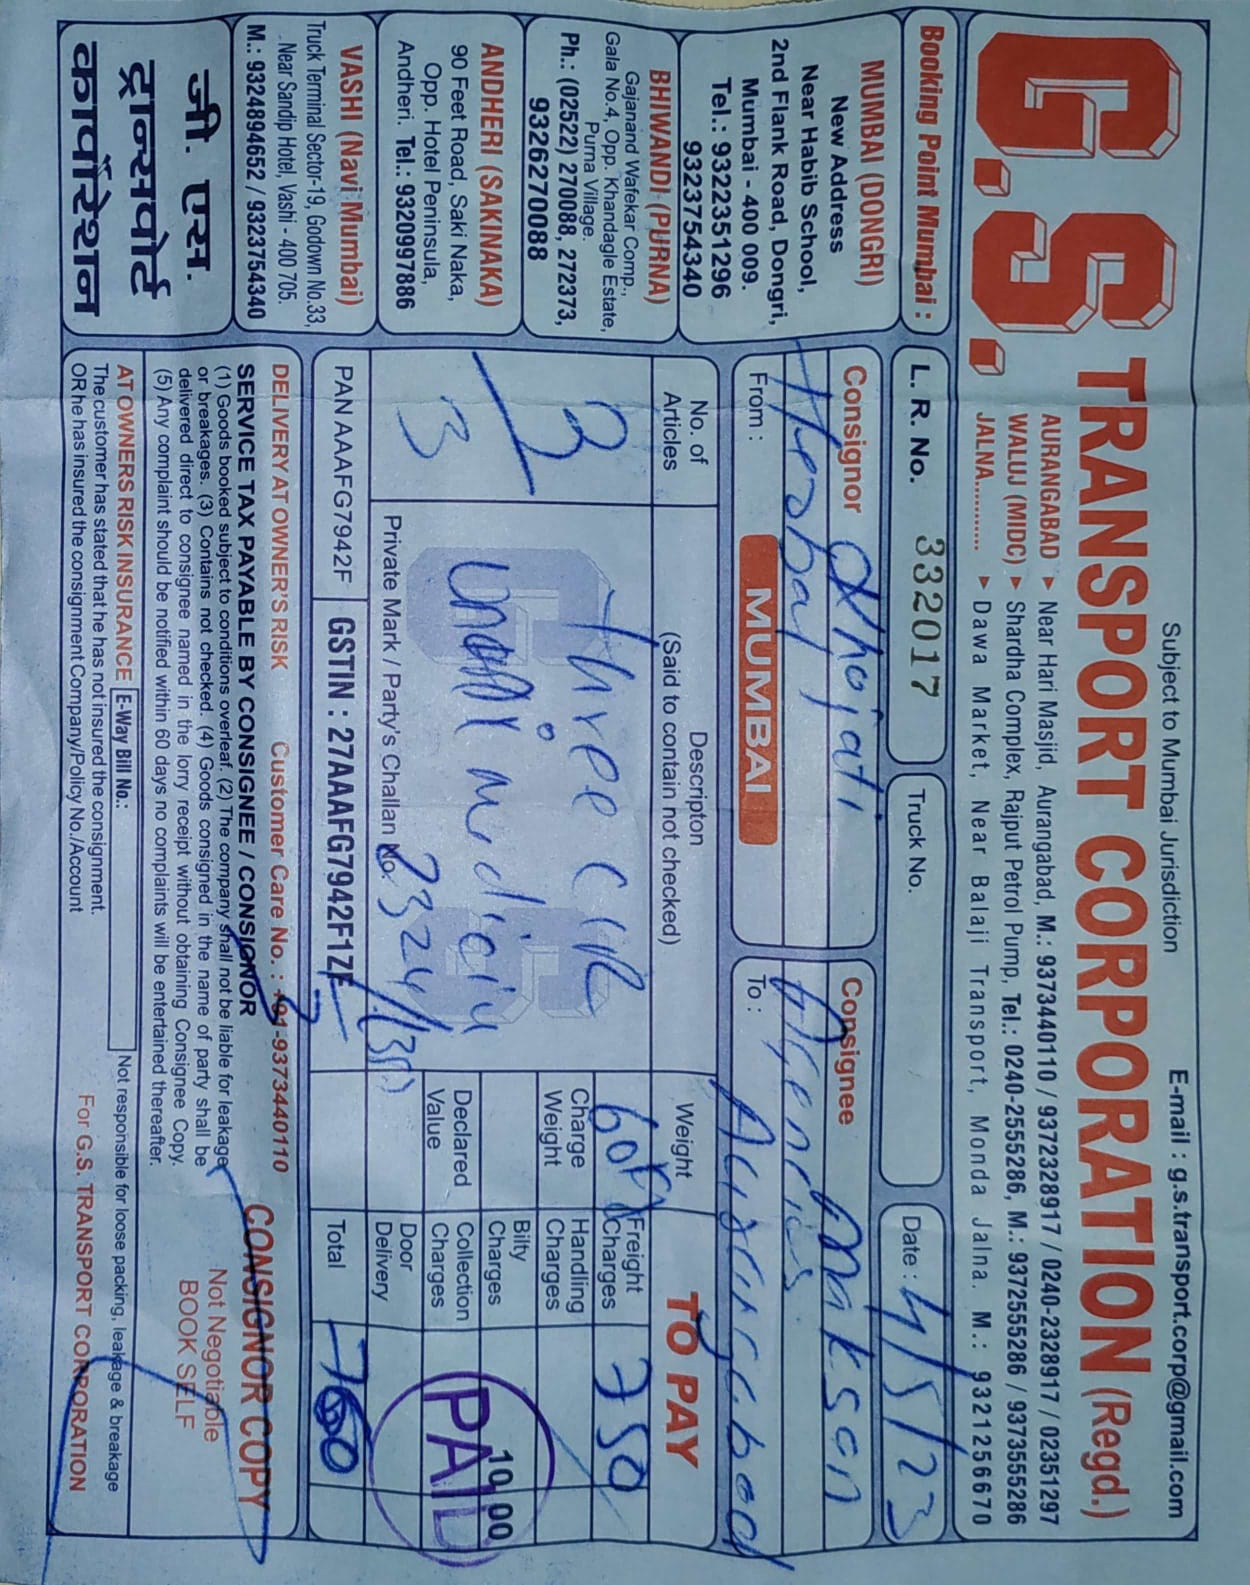 Subject to Mumbai Jurisdiction
E-mail : g.s.transport.corp@gmail.com
G.S. TRANSPORT CORPORATION (Regd.)
AURANGABAD ► Near Hari Masjid, Aurangabad, M.: 9373440110 / 9372328917 / 0240-2328917 / 02351297
WALUJ (MIDC) ► Shardha Complex, Rajput Petrol Pump, Tel.: 0240-2555286, M.: 9372555286 / 9373555286
JALNA............ ► Dawa Market, Near Balaji Transport, Monda Jalna. M.: 9321256670
Booking Point Mumbai :
L. R. No. 332017
Truck No.
Date : 4/5/23
MUMBAI (DONGRI)
New Address
Near Habib School,
2nd Flank Road, Dongri,
Mumbai - 400 009.
Tel.: 9322351296
9323754340
BHIWANDI (PURNA)
Gajanand Wafekar Comp.,
Gala No.4, Opp. Khandagle Estate,
Purna Village.
Ph.: (02522) 270088, 272373,
9326270088
ANDHERI (SAKINAKA)
90 Feet Road, Saki Naka,
Opp. Hotel Peninsula,
Andheri. Tel.: 9320997886
VASHI (Navi Mumbai)
Truck Terminal Sector-19, Godown No.33,
Near Sandip Hotel, Vashi - 400 705.
M.: 9324894652 / 9323754340
जी. एस.
ट्रान्सपोर्ट
कार्पोरेशन
Consignor Khojati
From : MUMBAI
Consignee
To :
No. of Articles
Descripton
(Said to contain not checked)
Weight
TO PAY
3
3
Three
Private Mark / Party's Challan No.
Charge Weight
Declared Value
Freight Charges 750
Handling Charges
Bilty Charges 10.00
Collection Charges
Door Delivery
Total 760
PAID
PAN AAAFG7942F
GSTIN : 27AAAFG7942F1ZF
DELIVERY AT OWNER'S RISK
Customer Care No. : +91-9373440110
SERVICE TAX PAYABLE BY CONSIGNEE / CONSIGNOR
(1) Goods booked subject to conditions overleaf. (2) The company shall not be liable for leakage
or breakages. (3) Contains not checked. (4) Goods consigned in the name of party shall be
delivered direct to consignee named in the lorry receipt without obtaining Consignee Copy.
(5) Any complaint should be notified within 60 days no complaints will be entertained thereafter.
CONSIGNOR COPY
Not Negotiable
BOOK SELF
AT OWNERS RISK INSURANCE
E-Way Bill No.:
Not responsible for loose packing, leakage & breakage
The customer has stated that he has not insured the consignment.
OR he has insured the consignment Company/Policy No./Account
For G.S. TRANSPORT CORPORATION